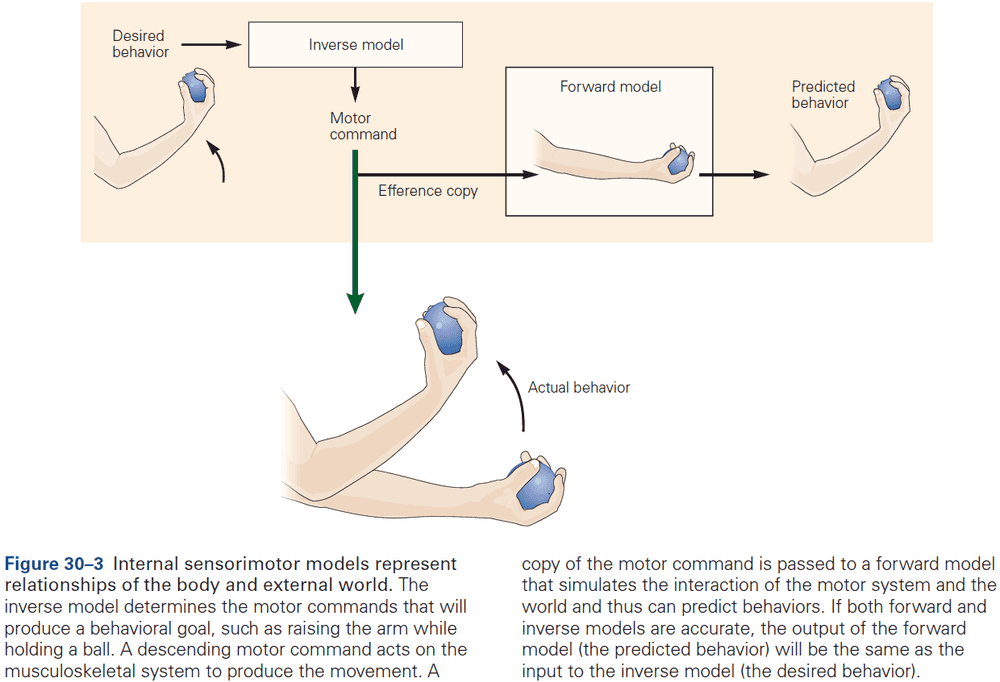 Desired
behavior
Inverse model
Motor
command
Efference copy
Forward model
Predicted
behavior
Actual behavior
Figure 30–3 Internal sensorimotor models represent
relationships of the body and external world. The
inverse model determines the motor commands that will
produce a behavioral goal, such as raising the arm while
holding a ball. A descending motor command acts on the
musculoskeletal system to produce the movement. A
copy of the motor command is passed to a forward model
that simulates the interaction of the motor system and the
world and thus can predict behaviors. If both forward and
inverse models are accurate, the output of the forward
model (the predicted behavior) will be the same as the
input to the inverse model (the desired behavior).